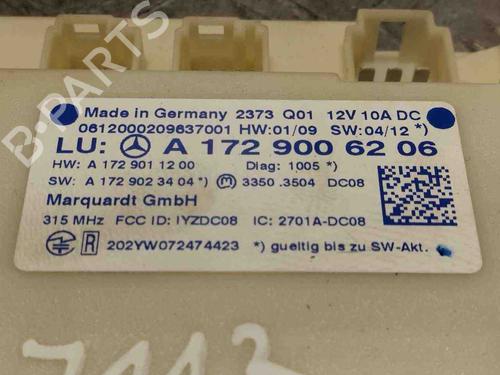 Made in Germany 2373 Q01 12V 10A DC
0612000209637001 HW:01/09 SW:04/12 *)
LU: A 172 900 62 06
HW: A 172 901 12 00 Diag: 1005 *)
SW: A 172 902 34 04 *) M 3350 .3504 DC08
Marquardt GmbH
315 MHz FCC ID: IYZDC08 IC: 2701A-DC08
R 202YW072474423 *) gueltig bis zu SW-Akt.
7113
B-PARTS